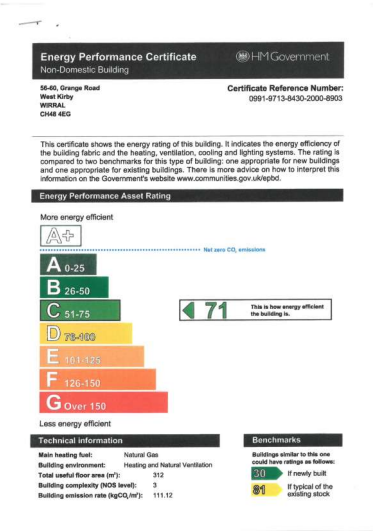 Energy Performance Certificate
HM Government
Non-Domestic Building
56-60, Grange Road
West Kirby
WIRRAL
CH48 4EG
Certificate Reference Number:
0991-9713-8430-2000-8903
This certificate shows the energy rating of this building. It indicates the energy efficiency of
the building fabric and the heating, ventilation, cooling and lighting systems. The rating is
compared to two benchmarks for this type of building: one appropriate for new buildings
and one appropriate for existing buildings. There is more advice on how to interpret this
information on the Government's website www.communities.gov.uk/epbd.
Energy Performance Asset Rating
More energy efficient
A+
Net zero CO₂ emissions
A 0-25
B 26-50
C 51-75
71
This is how energy efficient
the building is.
D 76-100
E 101-125
F 126-150
G Over 150
Less energy efficient
Technical information
Main heating fuel: Natural Gas
Building environment: Heating and Natural Ventilation
Total useful floor area (m²): 312
Building complexity (NOS level): 3
Building emission rate (kgCO₂/m²): 111.12
Benchmarks
Buildings similar to this one
could have ratings as follows:
30 If newly built
81 If typical of the
existing stock